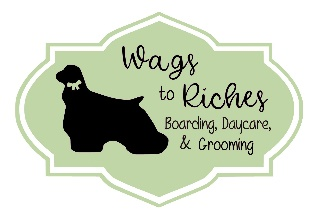 Wags
to Riches
Boarding, Daycare,
& Grooming